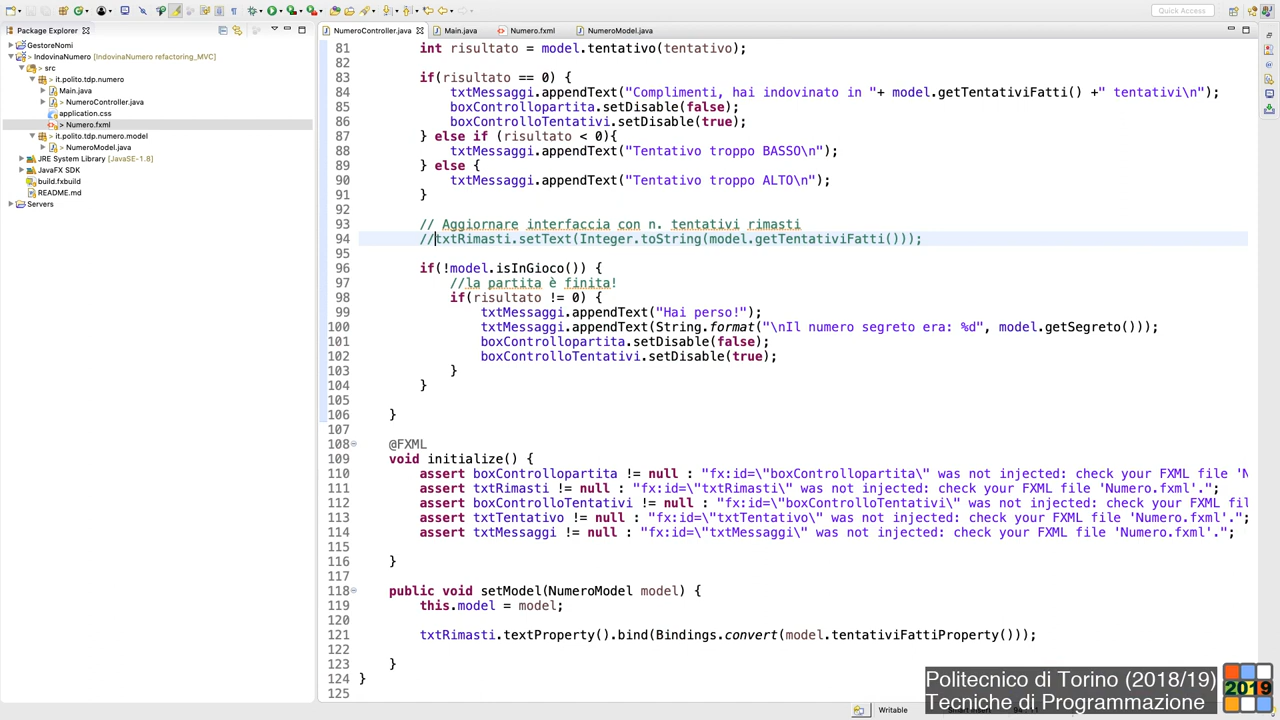 Quick Access
Package Explorer
GestoreNomi
IndovinaNumero [IndovinaNumero refactoring_MVC]
src
it.polito.tdp.numero
Main.java
> NumeroController.java
application.css
> Numero.fxml
it.polito.tdp.numero.model
NumeroModel.java
JRE System Library [JavaSE-1.8]
JavaFX SDK
build.fxbuild
README.md
Servers
NumeroController.java Main.java Numero.fxml NumeroModel.java
81 int risultato = model.tentativo(tentativo);
82
83 if(risultato == 0) {
84 txtMessaggi.appendText("Complimenti, hai indovinato in "+ model.getTentativiFatti() +" tentativi\n");
85 boxControllopartita.setDisable(false);
86 boxControlloTentativi.setDisable(true);
87 } else if (risultato < 0){
88 txtMessaggi.appendText("Tentativo troppo BASSO\n");
89 } else {
90 txtMessaggi.appendText("Tentativo troppo ALTO\n");
91 }
92
93 // Aggiornare interfaccia con n. tentativi rimasti
94 //txtRimasti.setText(Integer.toString(model.getTentativiFatti()));
95
96 if(!model.isInGioco()) {
97 //la partita è finita!
98 if(risultato != 0) {
99 txtMessaggi.appendText("Hai perso!");
100 txtMessaggi.appendText(String.format("\nIl numero segreto era: %d", model.getSegreto()));
101 boxControllopartita.setDisable(false);
102 boxControlloTentativi.setDisable(true);
103 }
104 }
105
106 }
107
108 @FXML
109 void initialize() {
110 assert boxControllopartita != null : "fx:id=\"boxControllopartita\" was not injected: check your FXML file 'N
111 assert txtRimasti != null : "fx:id=\"txtRimasti\" was not injected: check your FXML file 'Numero.fxml'.";
112 assert boxControlloTentativi != null : "fx:id=\"boxControlloTentativi\" was not injected: check your FXML fil
113 assert txtTentativo != null : "fx:id=\"txtTentativo\" was not injected: check your FXML file 'Numero.fxml'.";
114 assert txtMessaggi != null : "fx:id=\"txtMessaggi\" was not injected: check your FXML file 'Numero.fxml'.";
115
116 }
117
118 public void setModel(NumeroModel model) {
119 this.model = model;
120
121 txtRimasti.textProperty().bind(Bindings.convert(model.tentativiFattiProperty()));
122
123 }
124 }
125
Politecnico di Torino (2018/19)
Tecniche di Programmazione
2019
Writable